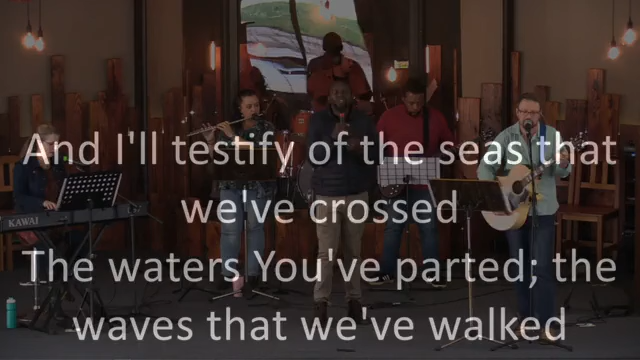 And I'll testify of the seas that
we've crossed
The waters You've parted; the
waves that we've walked
KAWAI